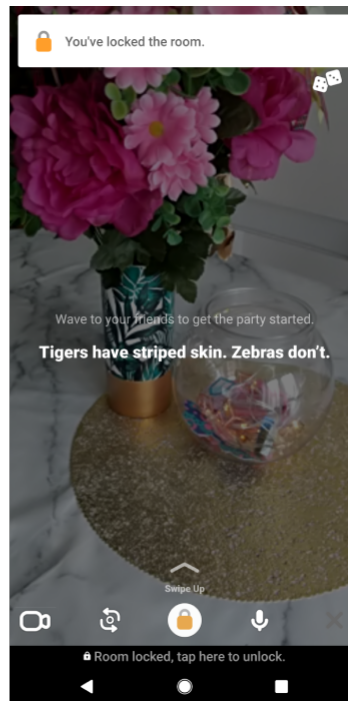 You've locked the room.
Wave to your friends to get the party started.
Tigers have striped skin. Zebras don't.
Swipe Up
Room locked, tap here to unlock.